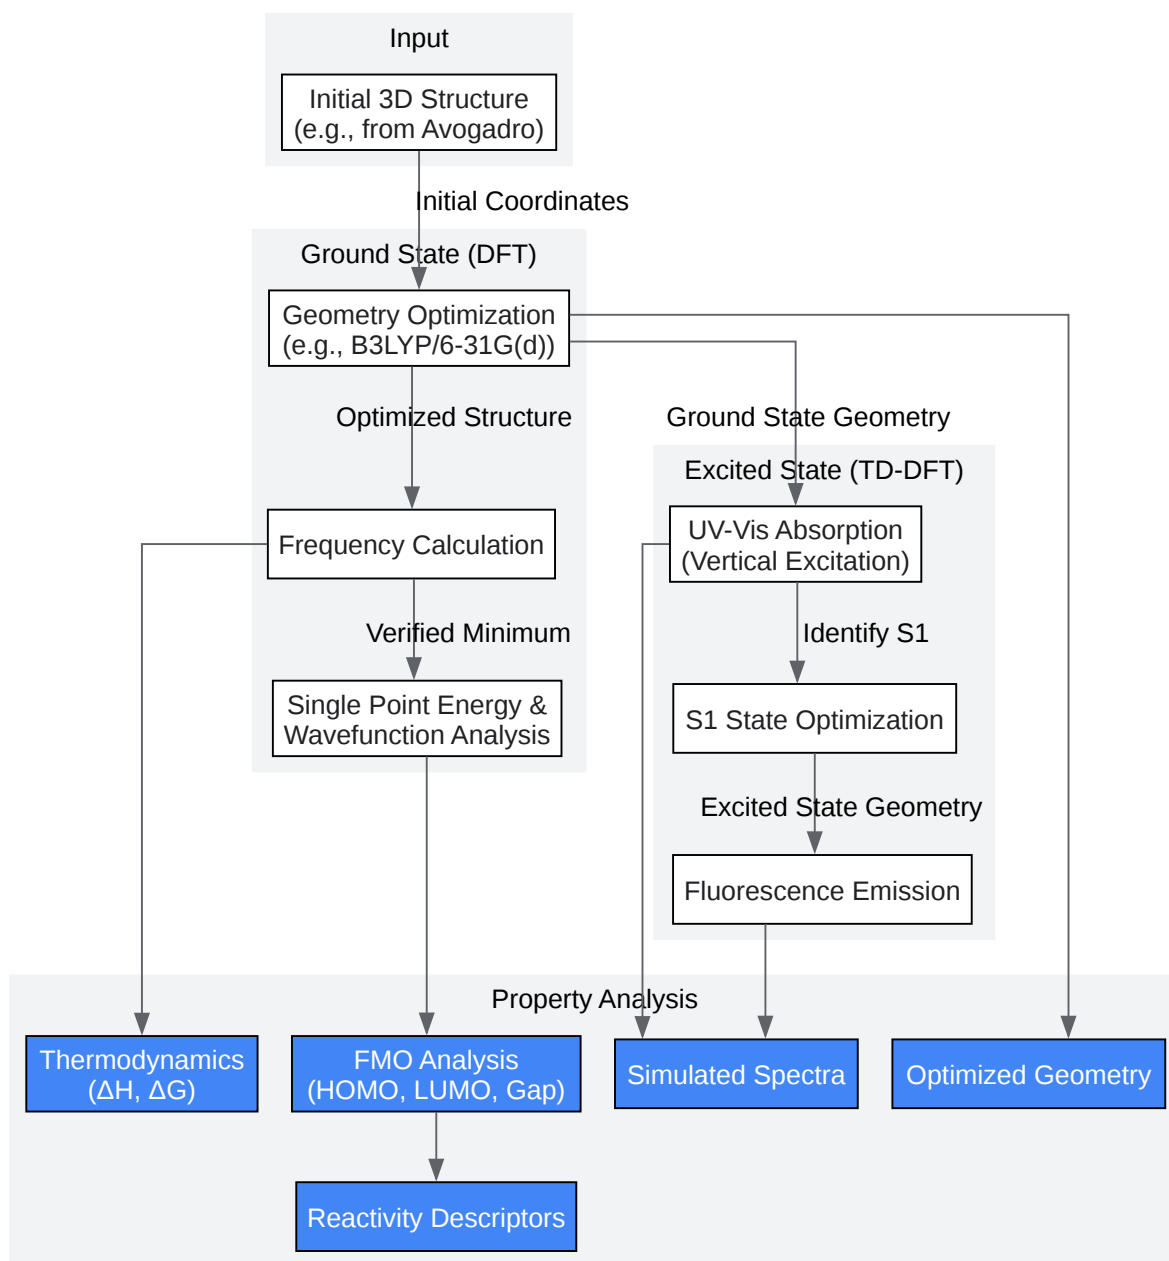 Input
Initial 3D Structure
(e.g., from Avogadro)
Initial Coordinates
Ground State (DFT)
Geometry Optimization
(e.g., B3LYP/6-31G(d))
Optimized Structure
Ground State Geometry
Excited State (TD-DFT)
UV-Vis Absorption
(Vertical Excitation)
Frequency Calculation
Verified Minimum
Identify S1
Single Point Energy &
Wavefunction Analysis
S1 State Optimization
Excited State Geometry
Fluorescence Emission
Property Analysis
Thermodynamics
(ΔH, ΔG)
FMO Analysis
(HOMO, LUMO, Gap)
Simulated Spectra
Optimized Geometry
Reactivity Descriptors